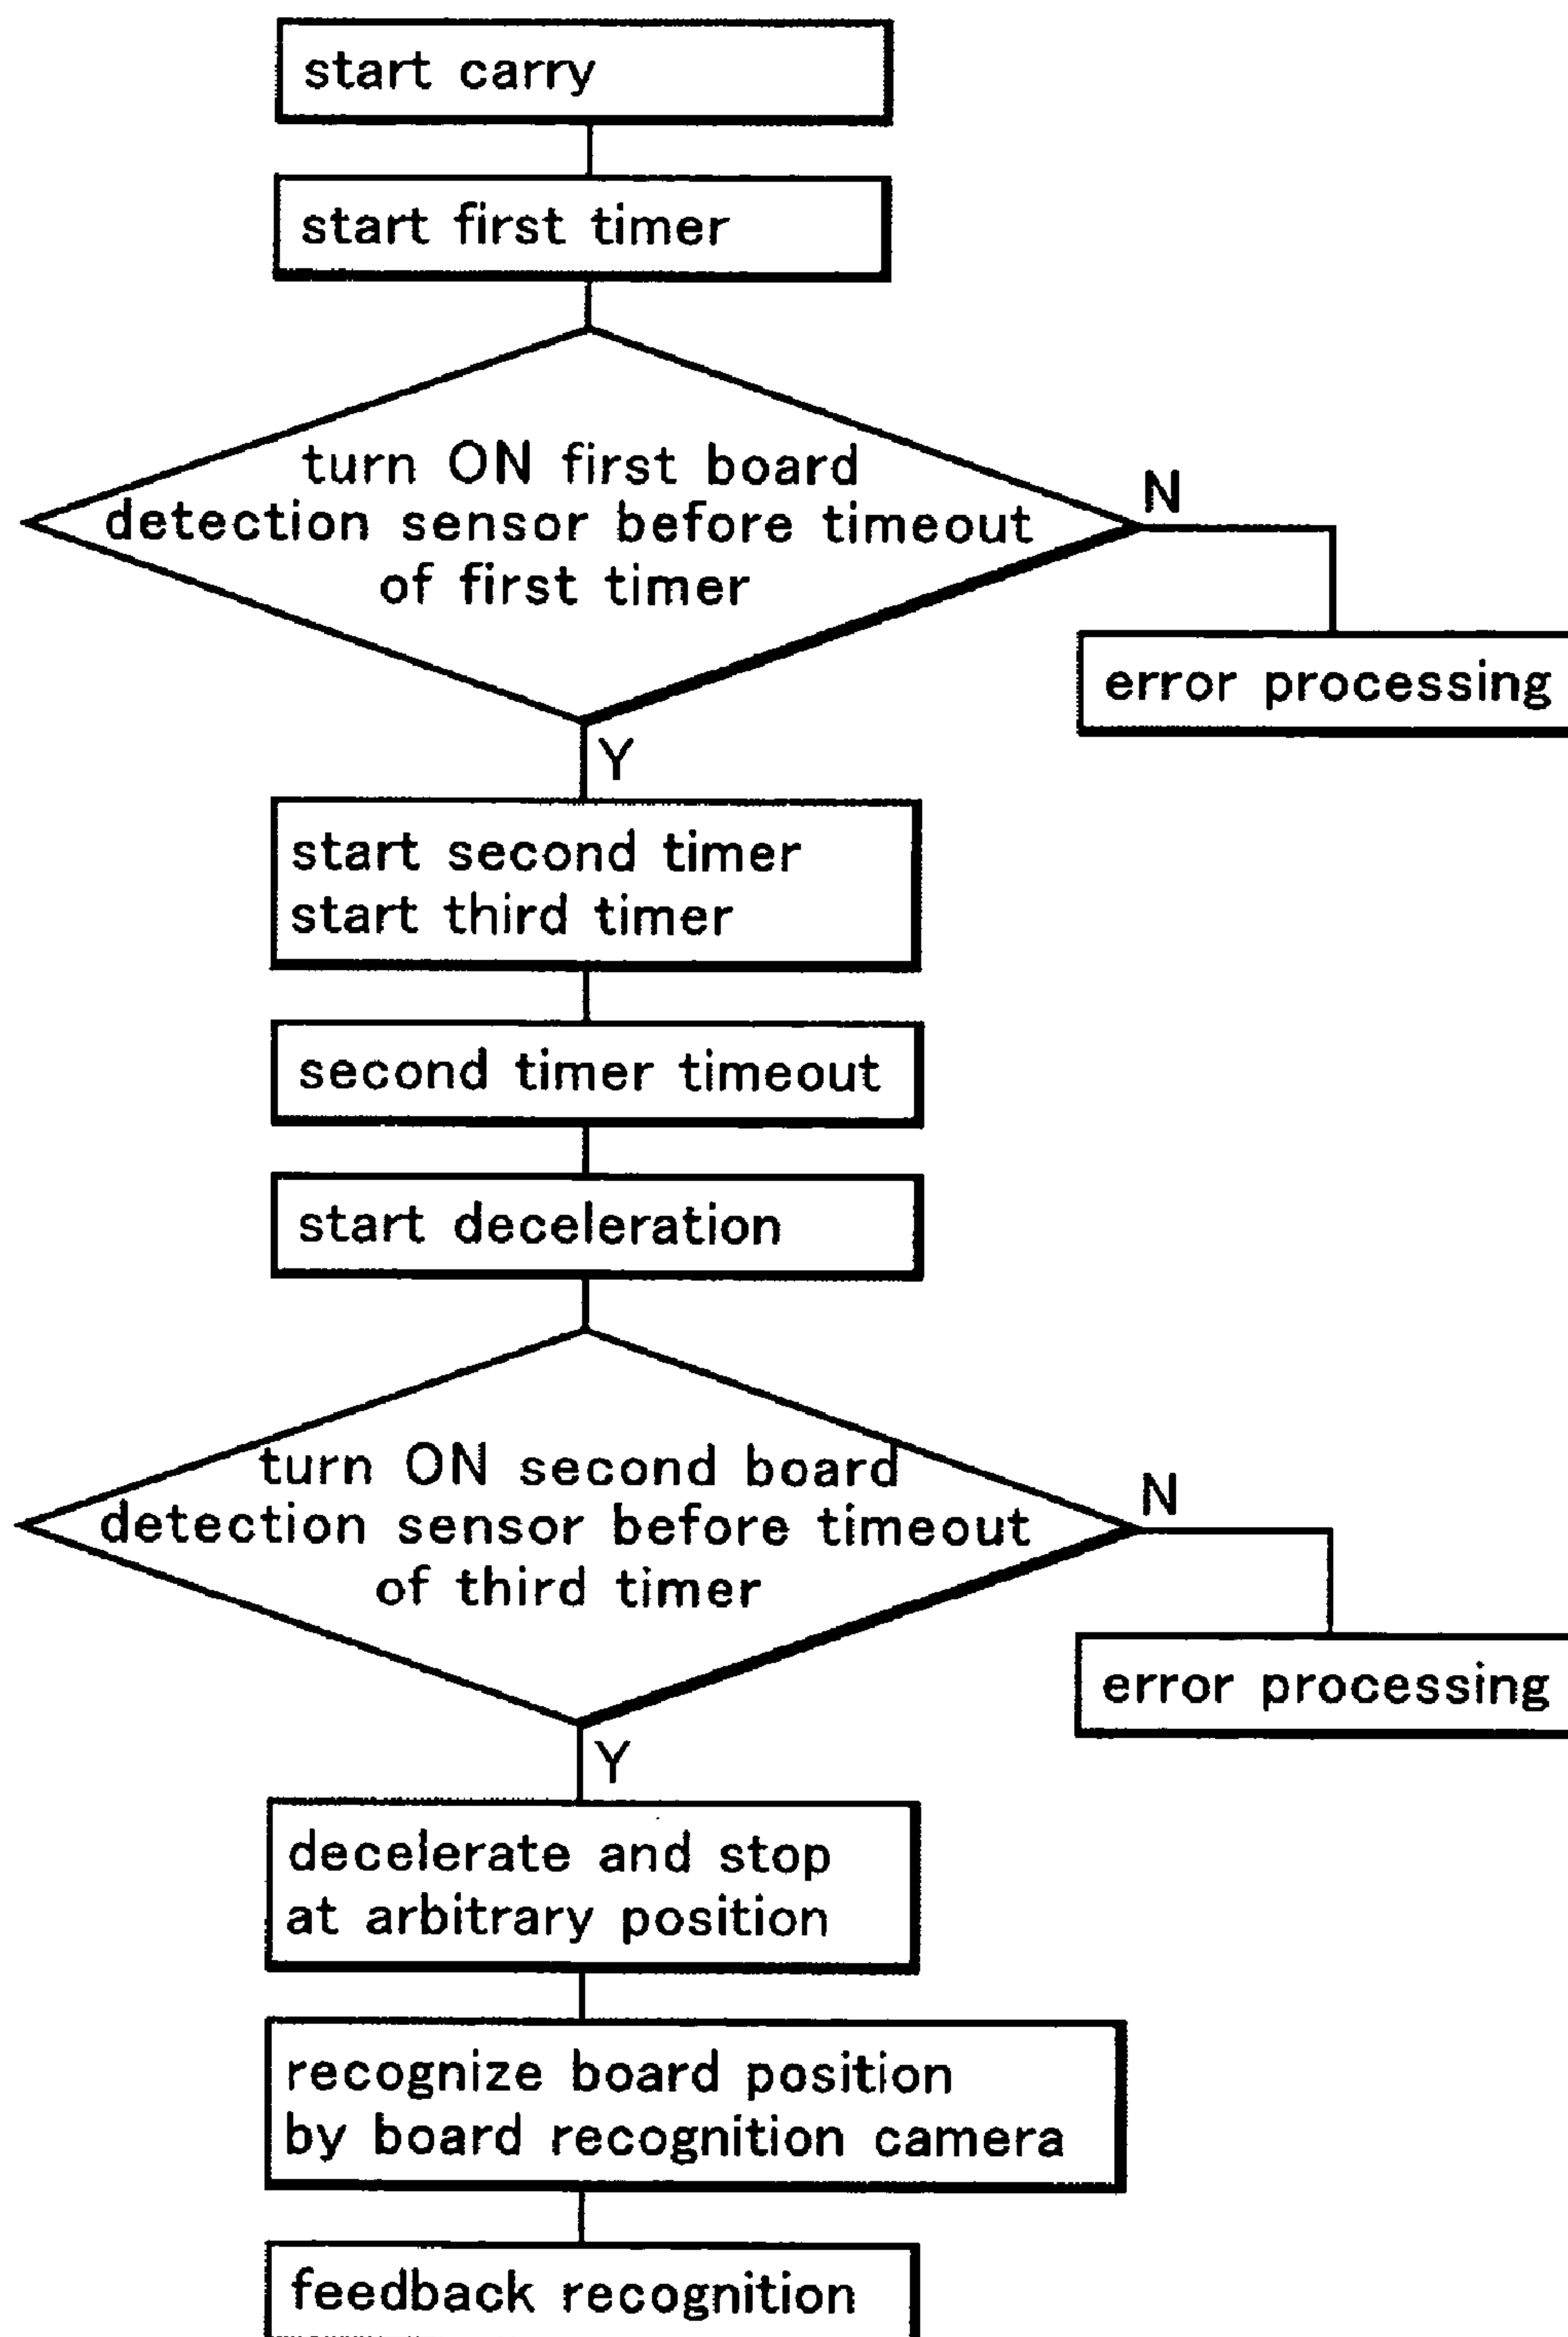 start carry
start first timer
turn ON first board
detection sensor before timeout
of first timer
N
error processing
Y
start second timer
start third timer
second timer timeout
start deceleration
turn ON second board
detection sensor before timeout
of third timer
N
error processing
Y
decelerate and stop
at arbitrary position
recognize board position
by board recognition camera
feedback recognition